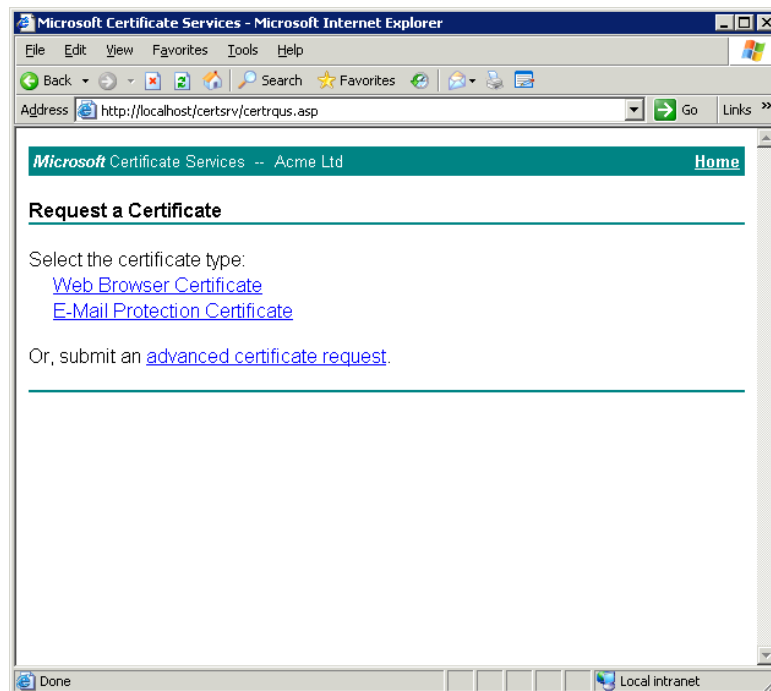 Microsoft Certificate Services - Microsoft Internet Explorer
File Edit View Favorites Tools Help
Back Search Favorites
Address http://localhost/certsrv/certrqus.asp Go Links »
Microsoft Certificate Services -- Acme Ltd Home
Request a Certificate
Select the certificate type:
Web Browser Certificate
E-Mail Protection Certificate
Or, submit an advanced certificate request.
Done Local intranet